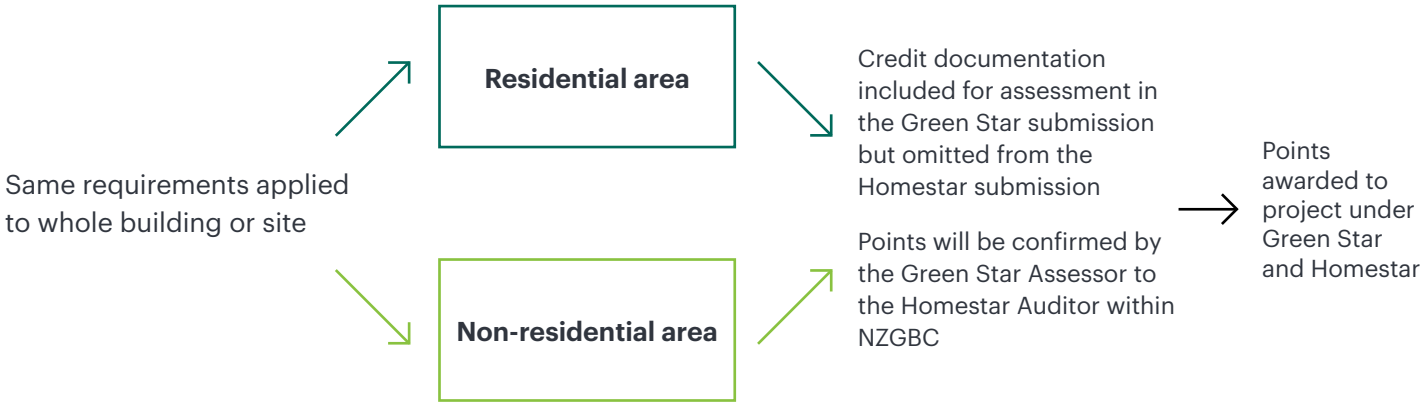 Same requirements applied
to whole building or site
Residential area
Non-residential area
Credit documentation
included for assessment in
the Green Star submission
but omitted from the
Homestar submission
Points will be confirmed by
the Green Star Assessor to
the Homestar Auditor within
NZGBC
Points
awarded to
project under
Green Star
and Homestar